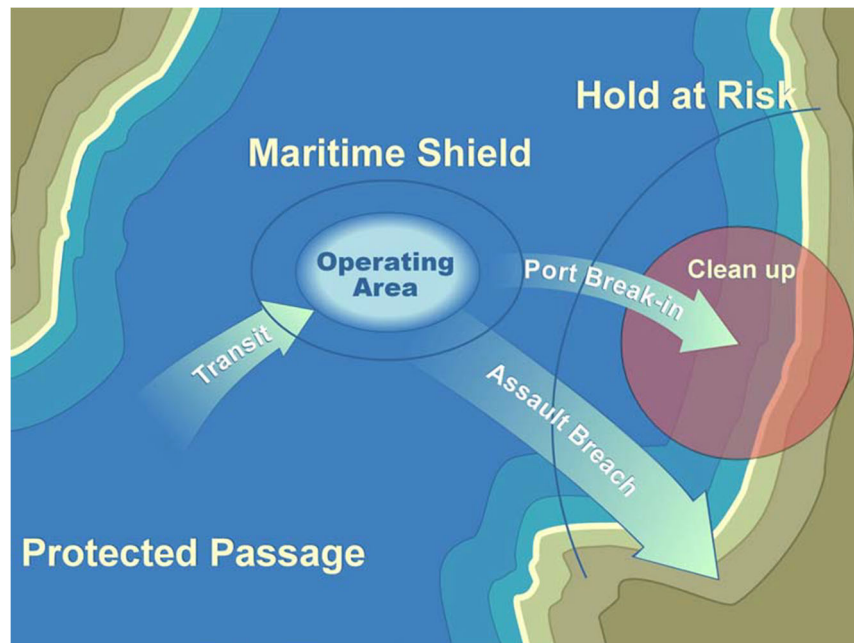 Hold at Risk
Maritime Shield
Operating
Area
Port Break-in
Clean up
Transit
Assault Breach
Protected Passage